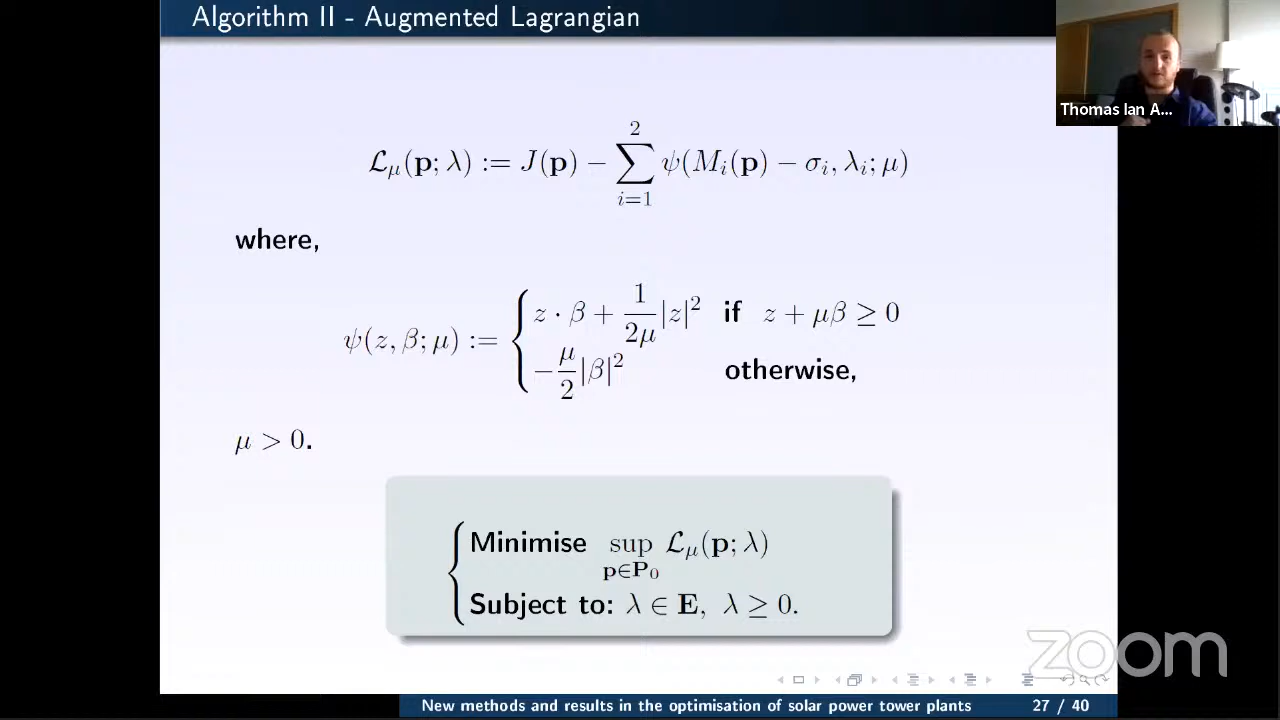 Algorithm II - Augmented Lagrangian
Thomas Ian A...
ℒ_μ(𝐩; λ) := J(𝐩) − ∑_{i=1}^{2} ψ(M_i(𝐩) − σ_i, λ_i; μ)
where,
ψ(z, β; μ) := { z · β + 1/(2μ) |z|² if z + μβ ≥ 0
−μ/2 |β|² otherwise,
μ > 0.
Minimise sup_{𝐩∈𝐏₀} ℒ_μ(𝐩; λ)
Subject to: λ ∈ 𝐄, λ ≥ 0.
zoom
New methods and results in the optimisation of solar power tower plants 27 / 40